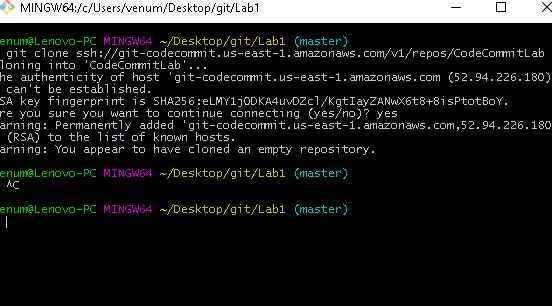 MINGW64:/c/Users/venum/Desktop/git/Lab1
enum@Lenovo-PC MINGW64 ~/Desktop/git/Lab1 (master)
git clone ssh://git-codecommit.us-east-1.amazonaws.com/v1/repos/CodeCommitLab
loning into 'CodeCommitLab'...
he authenticity of host 'git-codecommit.us-east-1.amazonaws.com (52.94.226.180)
can't be established.
SA key fingerprint is SHA256:eLMY1j0DKA4uvDZcl/KgtIayZANwX6t8+8isPtotBoY.
re you sure you want to continue connecting (yes/no)? yes
arning: Permanently added 'git-codecommit.us-east-1.amazonaws.com,52.94.226.180
(RSA) to the list of known hosts.
arning: You appear to have cloned an empty repository.
enum@Lenovo-PC MINGW64 ~/Desktop/git/Lab1 (master)
^C
enum@Lenovo-PC MINGW64 ~/Desktop/git/Lab1 (master)